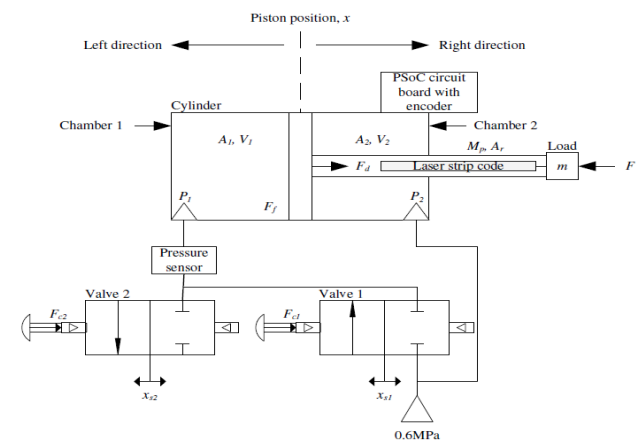 Piston position, x
Left direction
Right direction
PSoC circuit
board with
encoder
Cylinder
Chamber 1
Chamber 2
A1, V1
A2, V2
Mp, Ar
Load
Fd
Laser strip code
m
F
P1
Ff
P2
Pressure
sensor
Valve 2
Valve 1
Fc2
Fc1
xs2
xs1
0.6MPa